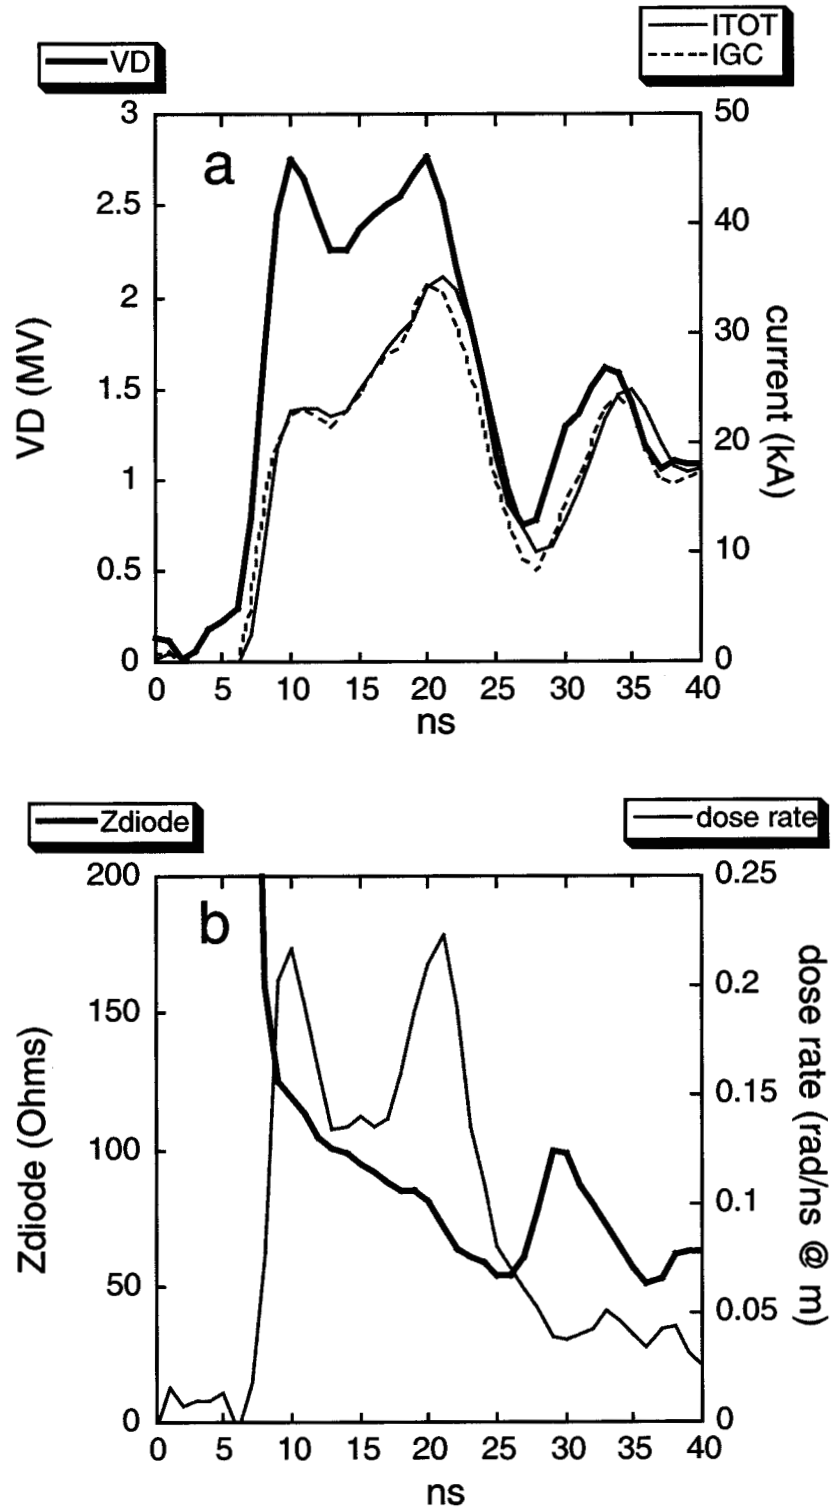 VD
ITOT
IGC
a
3
2.5
2
1.5
1
0.5
0
50
40
30
20
10
0
VD (MV)
current (kA)
0 5 10 15 20 25 30 35 40
ns
Zdiode
dose rate
b
200
150
100
50
0
0.25
0.2
0.15
0.1
0.05
0
Zdiode (Ohms)
dose rate (rad/ns @ m)
0 5 10 15 20 25 30 35 40
ns